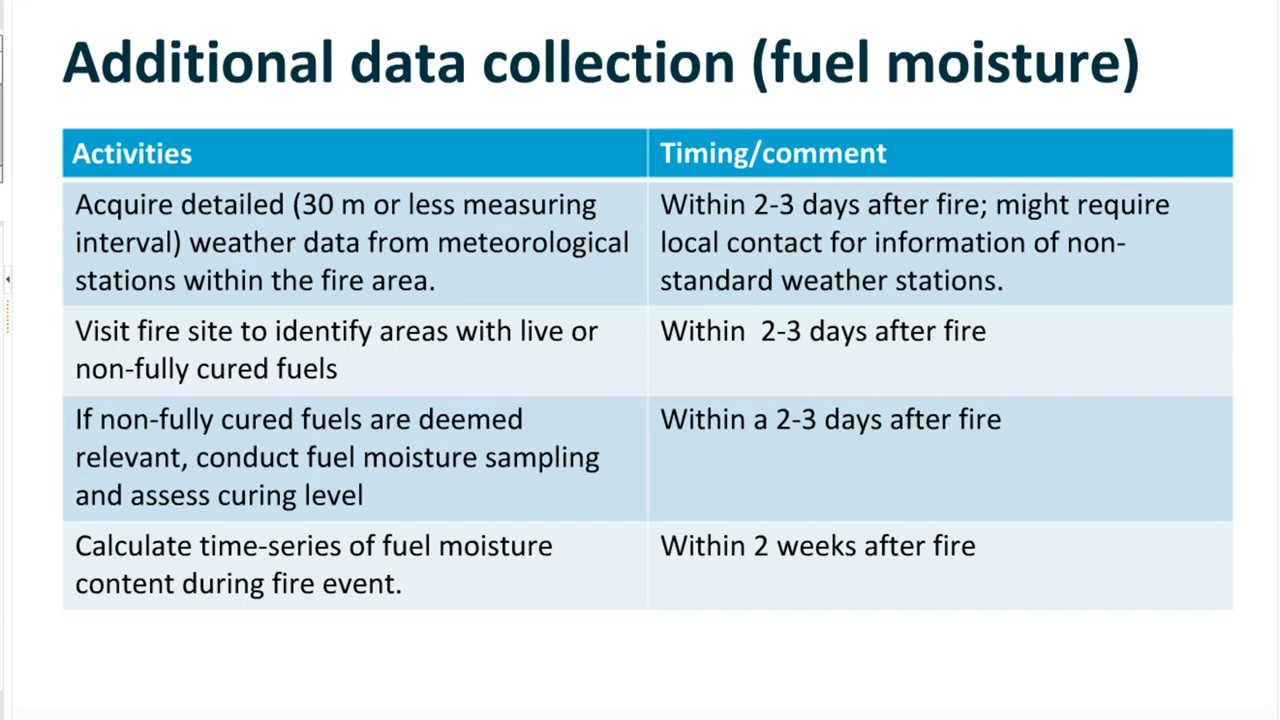 Additional data collection (fuel moisture)
Activities
Timing/comment
Acquire detailed (30 m or less measuring
interval) weather data from meteorological
stations within the fire area.
Within 2-3 days after fire; might require
local contact for information of non-
standard weather stations.
Visit fire site to identify areas with live or
non-fully cured fuels
Within  2-3 days after fire
If non-fully cured fuels are deemed
relevant, conduct fuel moisture sampling
and assess curing level
Within a 2-3 days after fire
Calculate time-series of fuel moisture
content during fire event.
Within 2 weeks after fire